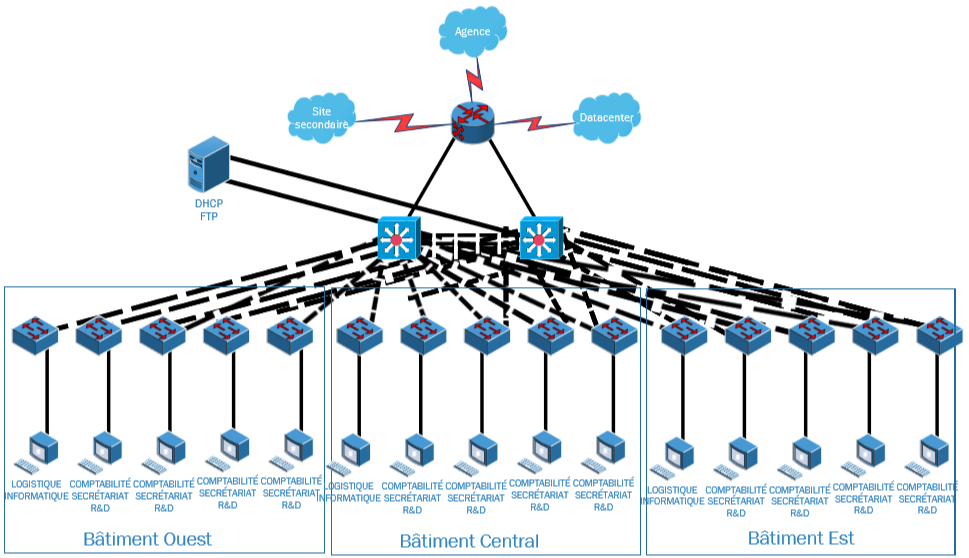 Agence
Site
secondaire
Datacenter
DHCP
FTP
LOGISTIQUE
INFORMATIQUE
COMPTABILITÉ
SECRÉTARIAT
R&D
COMPTABILITÉ
SECRÉTARIAT
R&D
COMPTABILITÉ
SECRÉTARIAT
R&D
COMPTABILITÉ
SECRÉTARIAT
R&D
LOGISTIQUE
INFORMATIQUE
COMPTABILITÉ
SECRÉTARIAT
R&D
COMPTABILITÉ
SECRÉTARIAT
R&D
COMPTABILITÉ
SECRÉTARIAT
R&D
COMPTABILITÉ
SECRÉTARIAT
R&D
LOGISTIQUE
INFORMATIQUE
COMPTABILITÉ
SECRÉTARIAT
R&D
COMPTABILITÉ
SECRÉTARIAT
R&D
COMPTABILITÉ
SECRÉTARIAT
R&D
COMPTABILITÉ
SECRÉTARIAT
R&D
Bâtiment Ouest
Bâtiment Central
Bâtiment Est